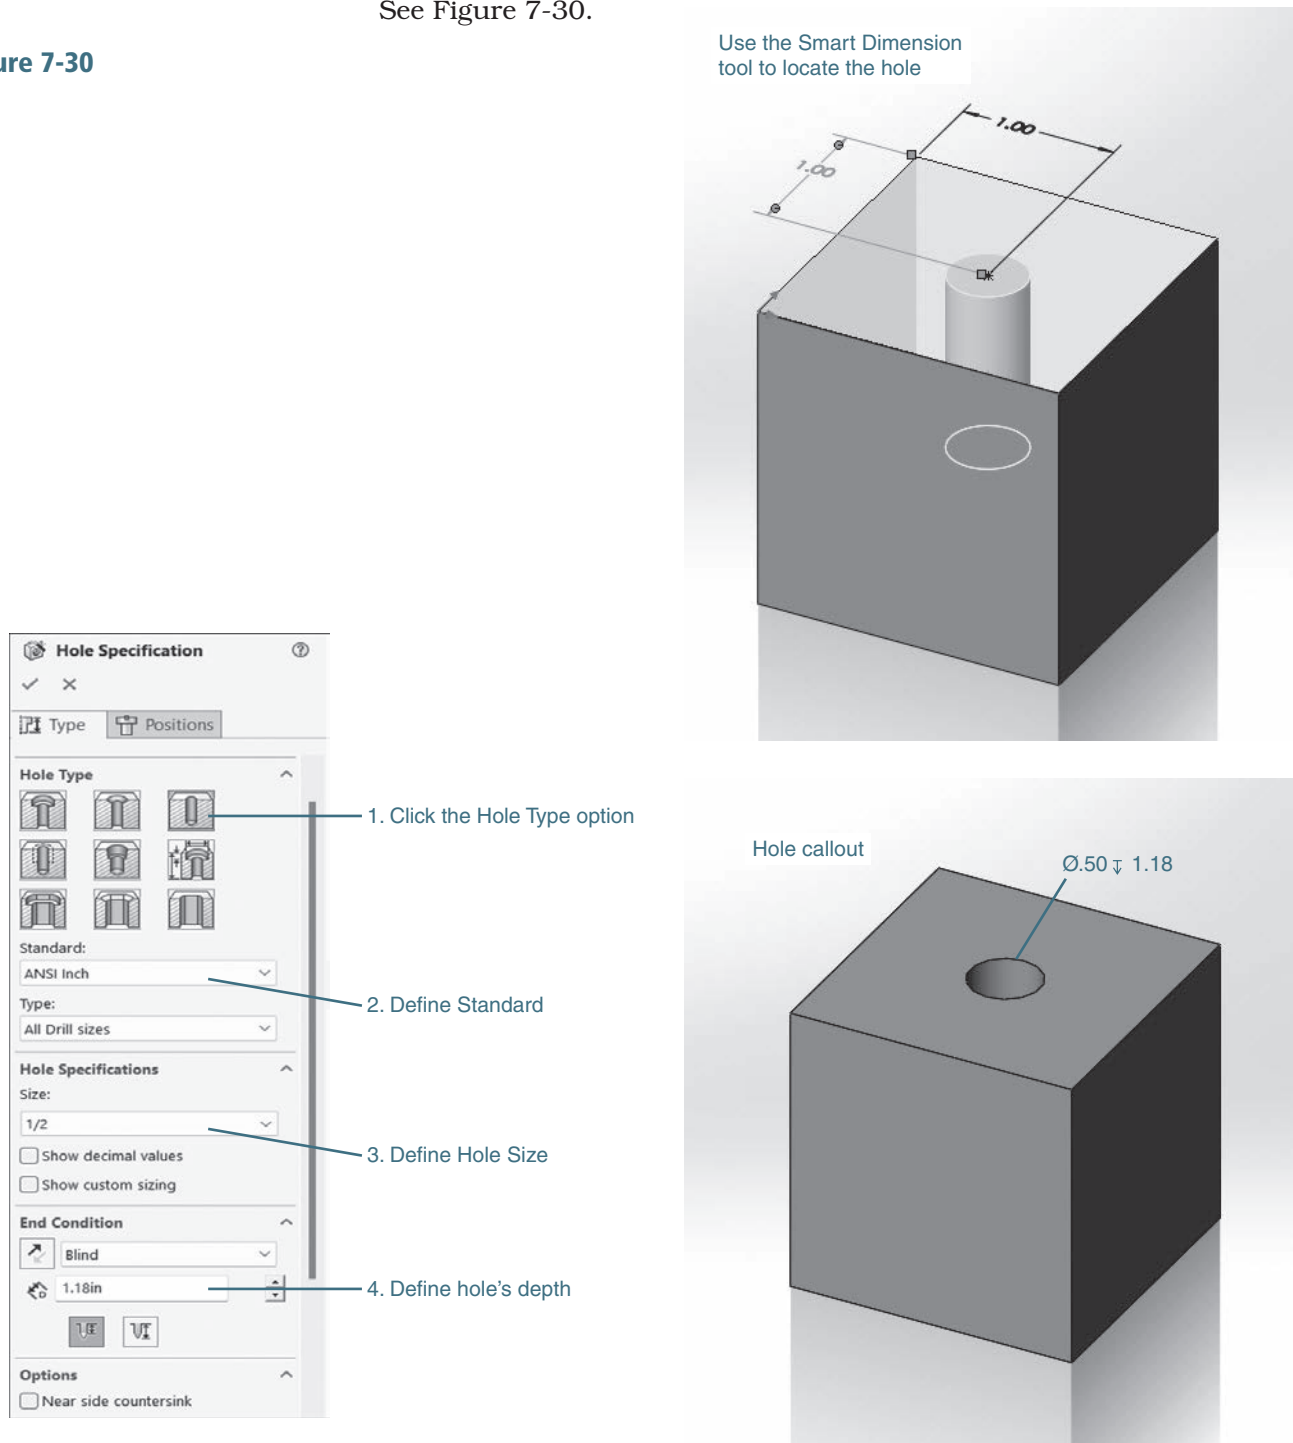 See Figure 7-30.
ure 7-30
Use the Smart Dimension
tool to locate the hole
1.00
1.00
Hole Specification
Type
Positions
Hole Type
1. Click the Hole Type option
Standard:
ANSI Inch
2. Define Standard
Type:
All Drill sizes
Hole Specifications
Size:
1/2
3. Define Hole Size
Show decimal values
Show custom sizing
End Condition
Blind
1.18in
4. Define hole’s depth
Options
Near side countersink
Hole callout
Ø.50 ↧ 1.18